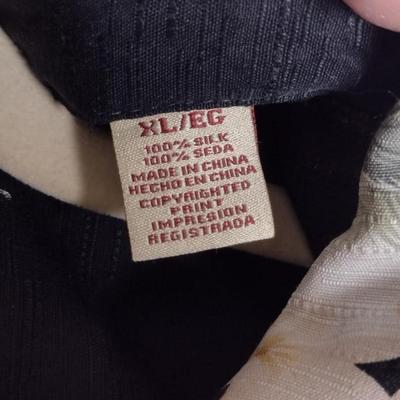 XL/EG
100% SILK
100% SEDA
MADE IN CHINA
HECHO EN CHINA
COPYRIGHTED
PRINT
IMPRESION
REGISTRADA